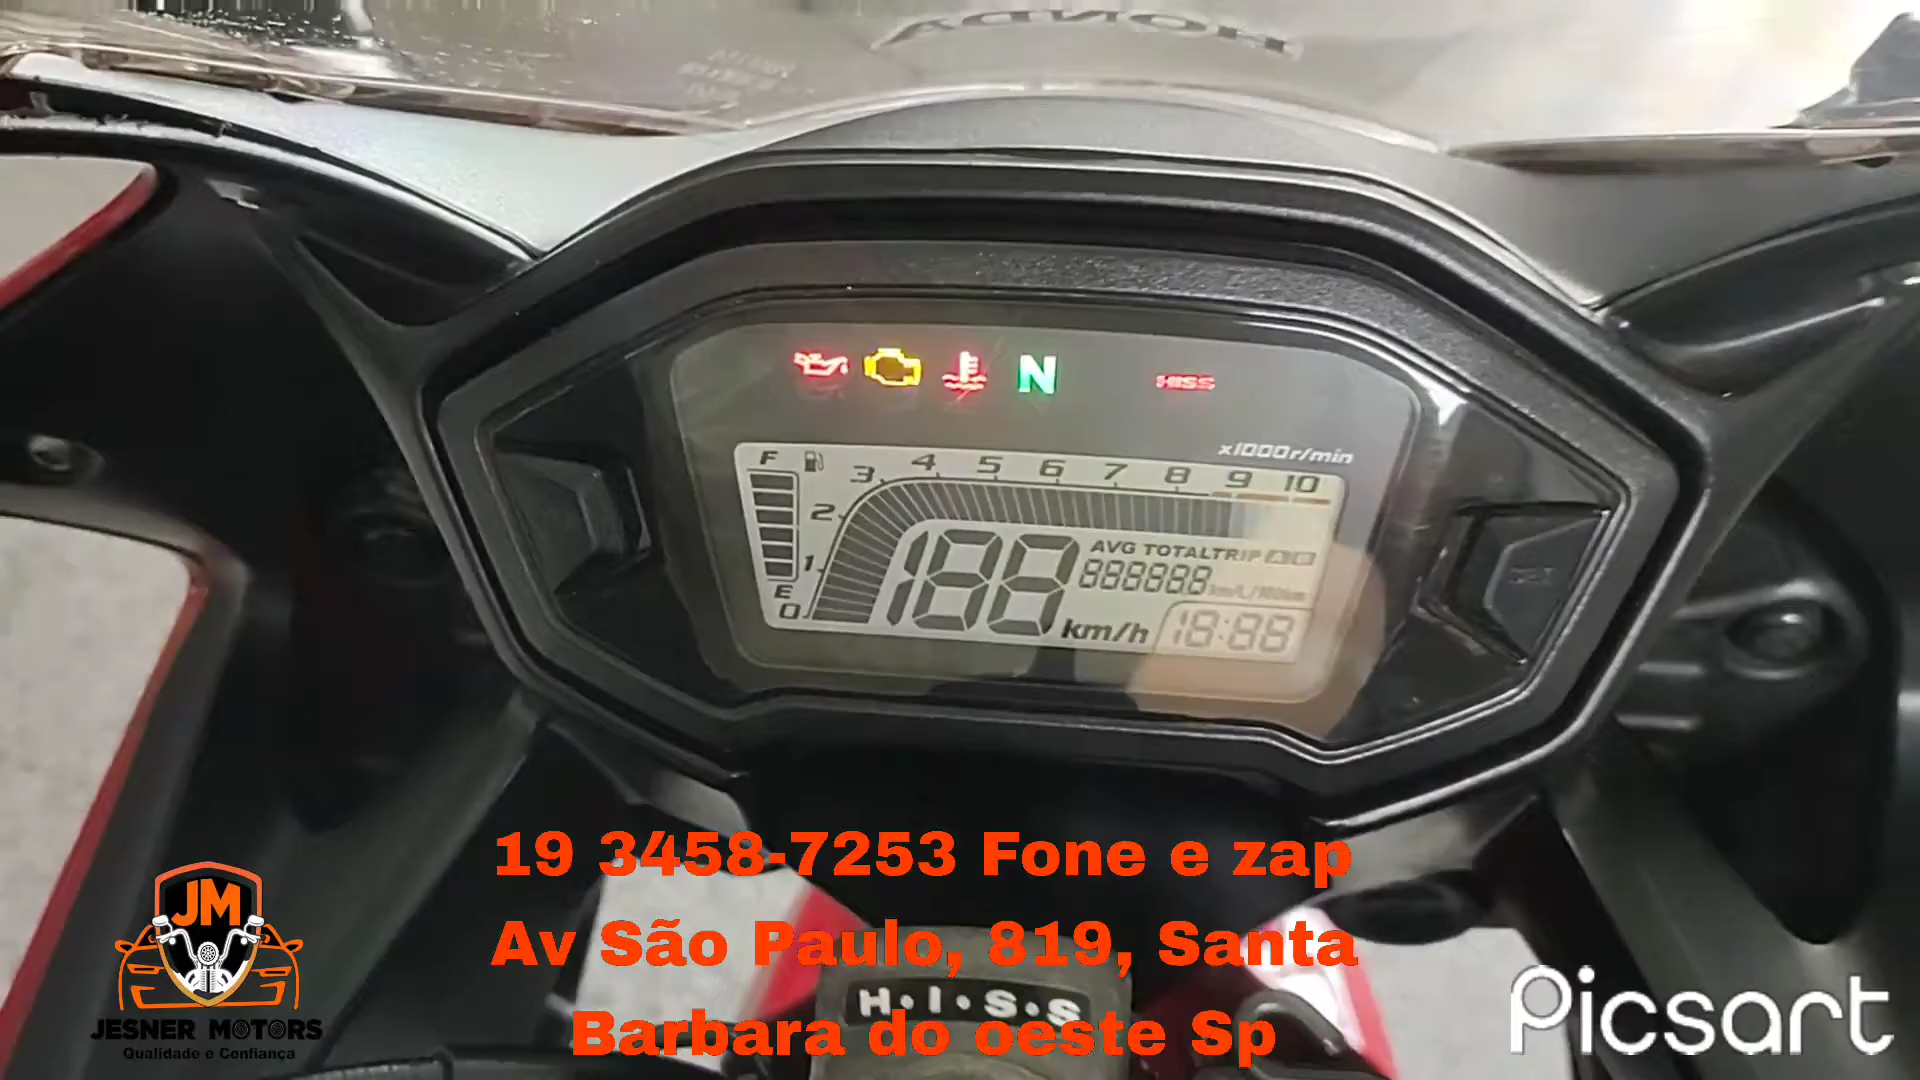 HONDA
HISS
x1000r/min
F
3 4 5 6 7 8 9 10
2
1
E
0
AVG TOTALTRIP A B
888888
188 km/h
18:88
SET
19 3458-7253 Fone e zap
Av São Paulo, 819, Santa
Barbara do oeste Sp
H·I·S·S
JM
JESNER MOTORS
Qualidade e Confiança
Picsart